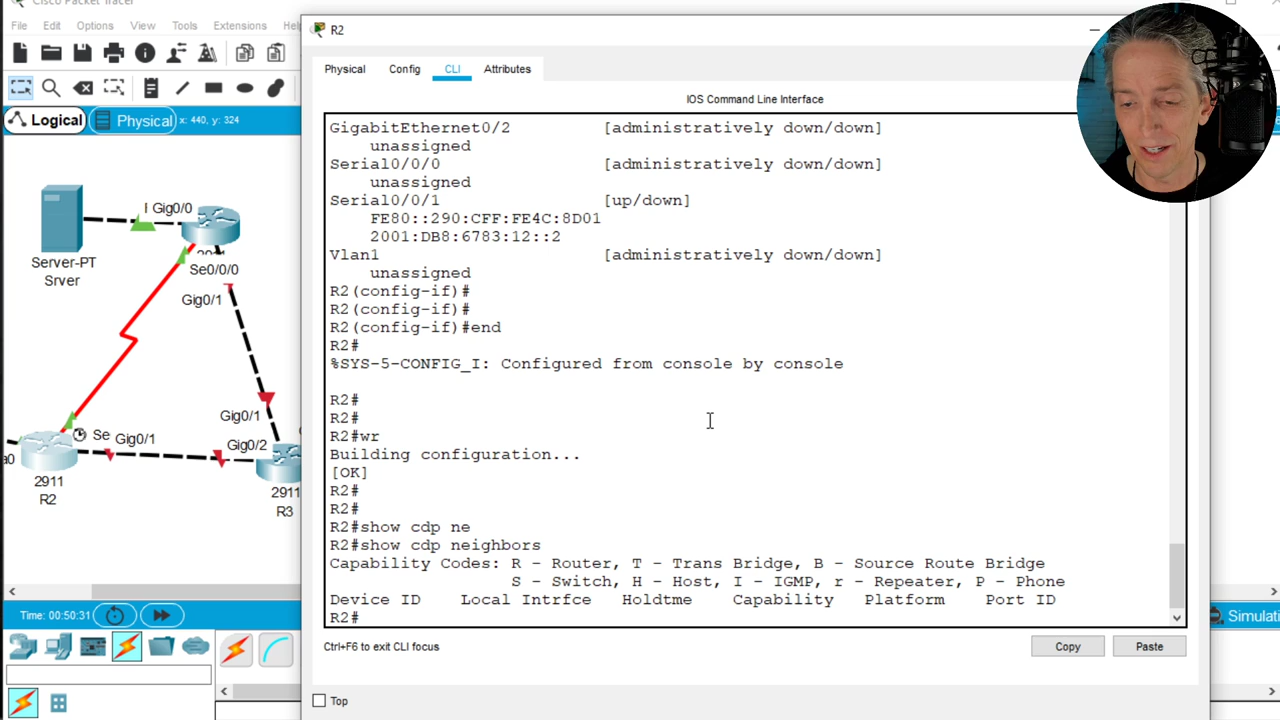 Cisco Packet Tracer
File Edit Options View Tools Extensions Help
Logical
Physical
x: 440, y: 324
Gig0/0
Server-PT
Srver
Se0/0/0
Gig0/1
Gig0/1
Se
Gig0/1
Gig0/2
2911
R2
R3
Time: 00:50:31
R2
Physical Config CLI Attributes
IOS Command Line Interface
GigabitEthernet0/2 [administratively down/down]
unassigned
Serial0/0/0 [administratively down/down]
unassigned
Serial0/0/1 [up/down]
FE80::290:CFF:FE4C:8D01
2001:DB8:6783:12::2
Vlan1 [administratively down/down]
unassigned
R2(config-if)#
R2(config-if)#
R2(config-if)#end
R2#
%SYS-5-CONFIG_I: Configured from console by console
R2#
R2#
R2#wr
Building configuration...
[OK]
R2#
R2#
R2#show cdp ne
R2#show cdp neighbors
Capability Codes: R - Router, T - Trans Bridge, B - Source Route Bridge
S - Switch, H - Host, I - IGMP, r - Repeater, P - Phone
Device ID Local Intrfce Holdtme Capability Platform Port ID
R2#
Ctrl+F6 to exit CLI focus
Copy
Paste
Top